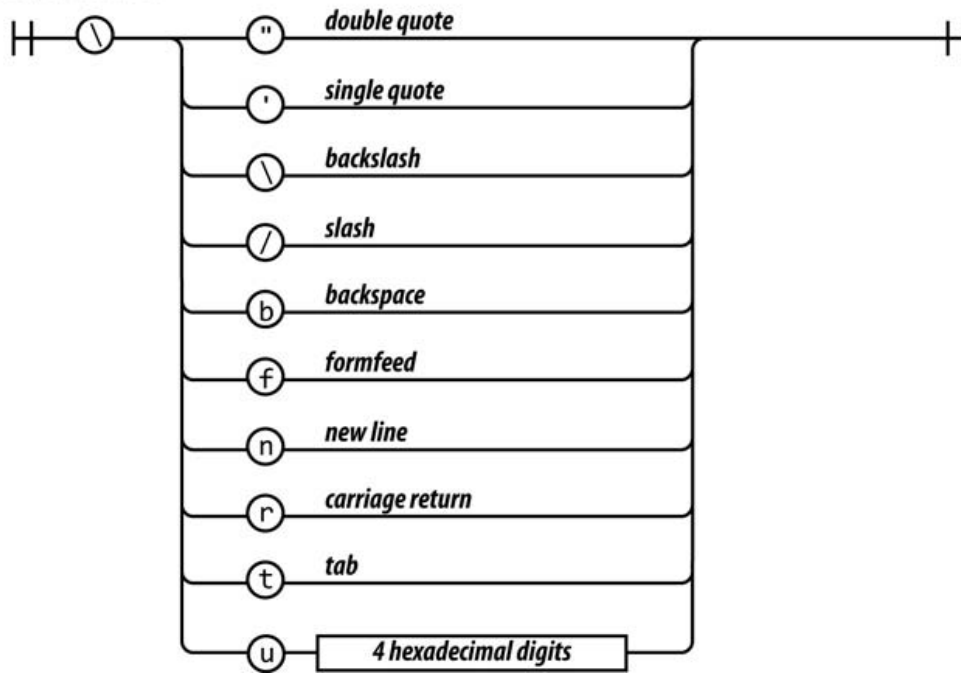 \ " double quote
' single quote
\ backslash
/ slash
b backspace
f formfeed
n new line
r carriage return
t tab
u 4 hexadecimal digits